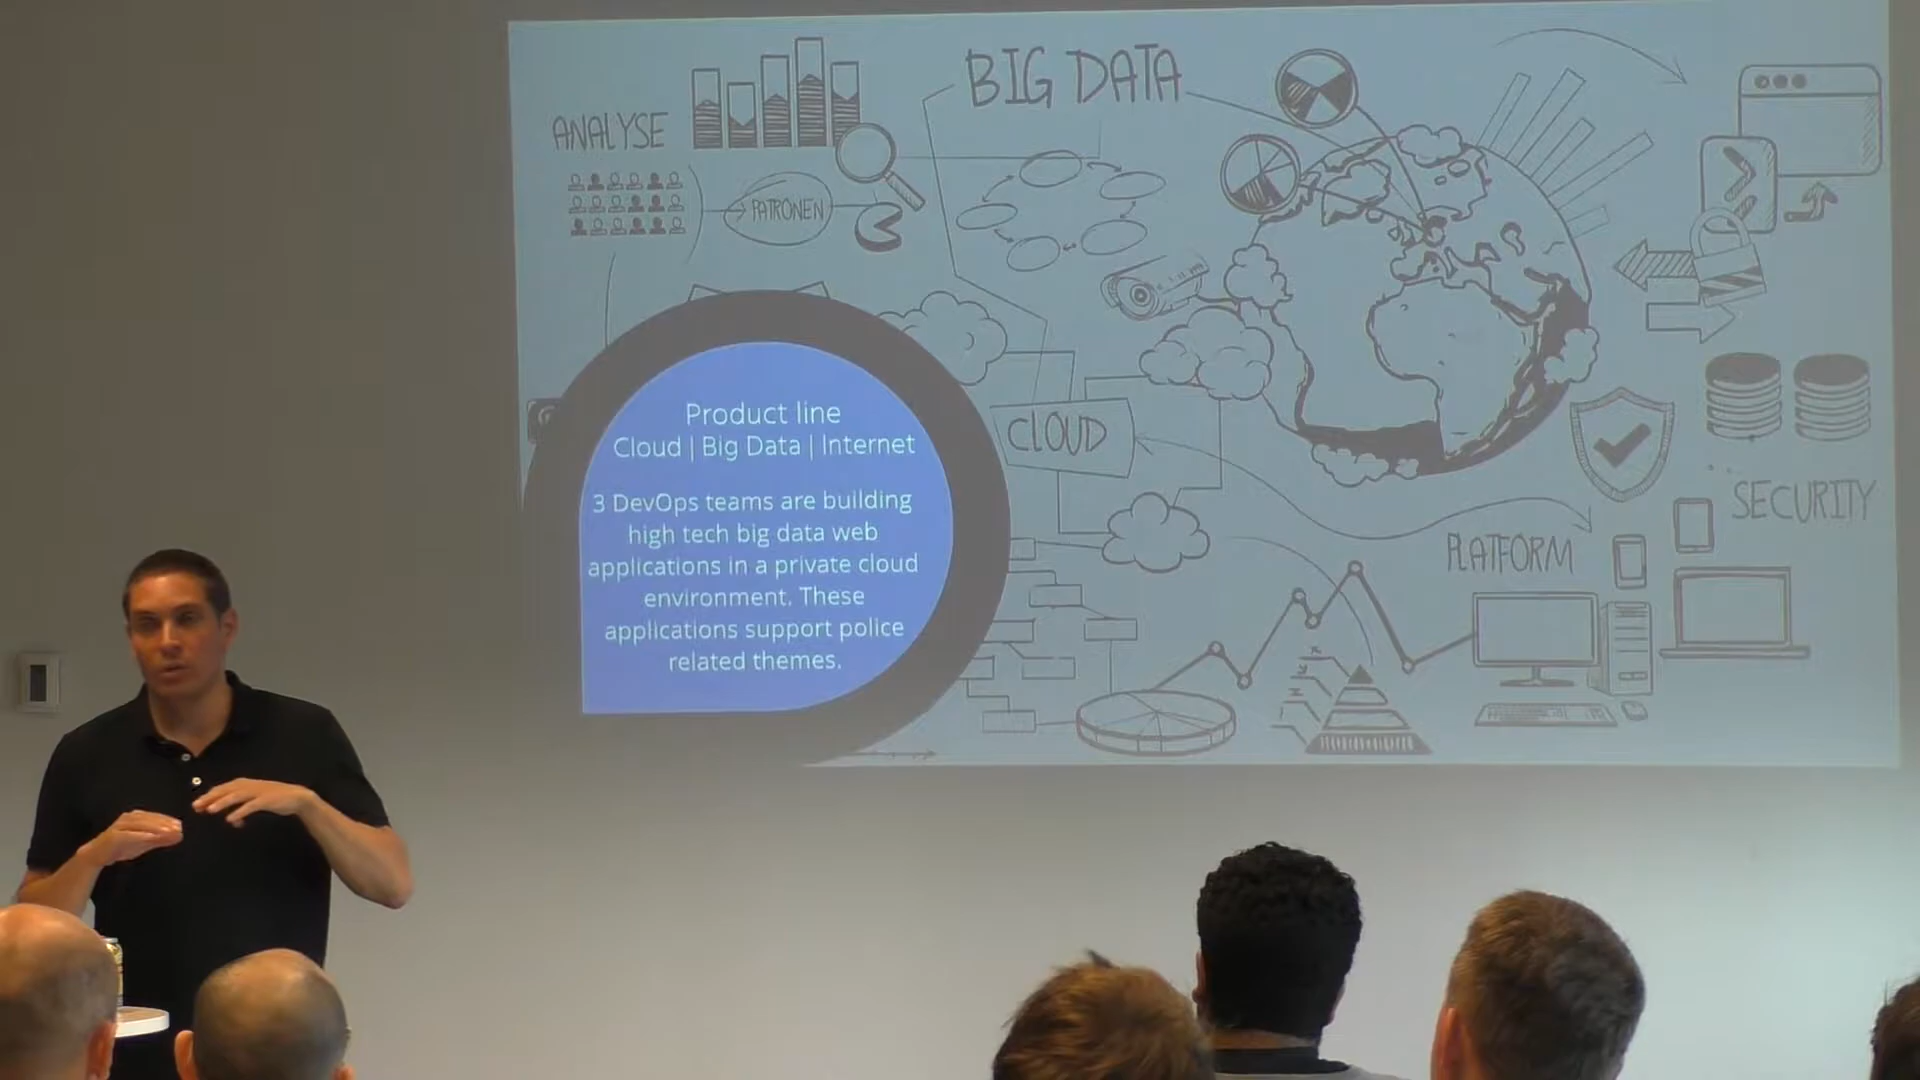 BIG DATA
ANALYSE
PATRONEN
CLOUD
SECURITY
PLATFORM
Product line
Cloud | Big Data | Internet
3 DevOps teams are building
high tech big data web
applications in a private cloud
environment. These
applications support police
related themes.